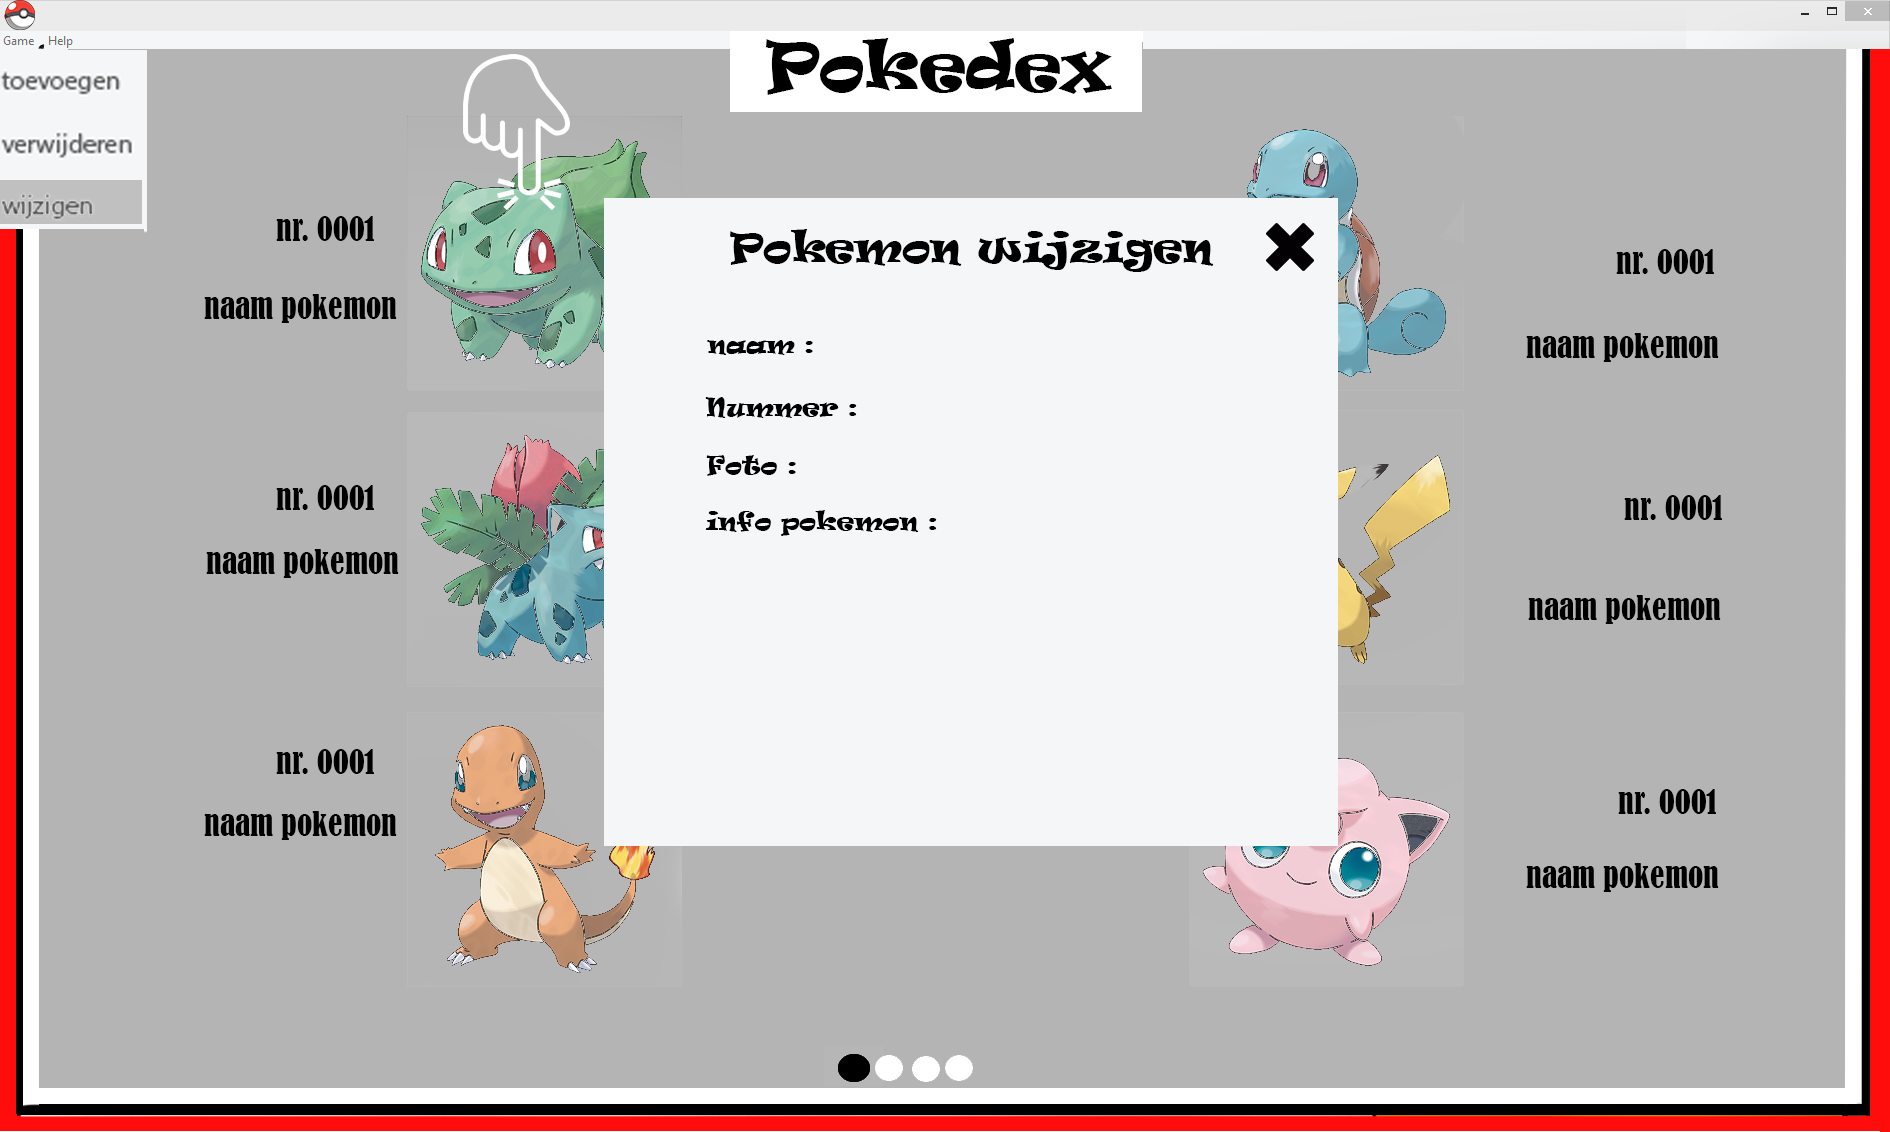 Game Help
Pokedex
toevoegen
verwijderen
wijzigen
nr. 0001
naam pokemon
nr. 0001
naam pokemon
nr. 0001
naam pokemon
Pokemon wijzigen
naam :
Nummer :
Foto :
info pokemon :
nr. 0001
naam pokemon
nr. 0001
naam pokemon
nr. 0001
naam pokemon